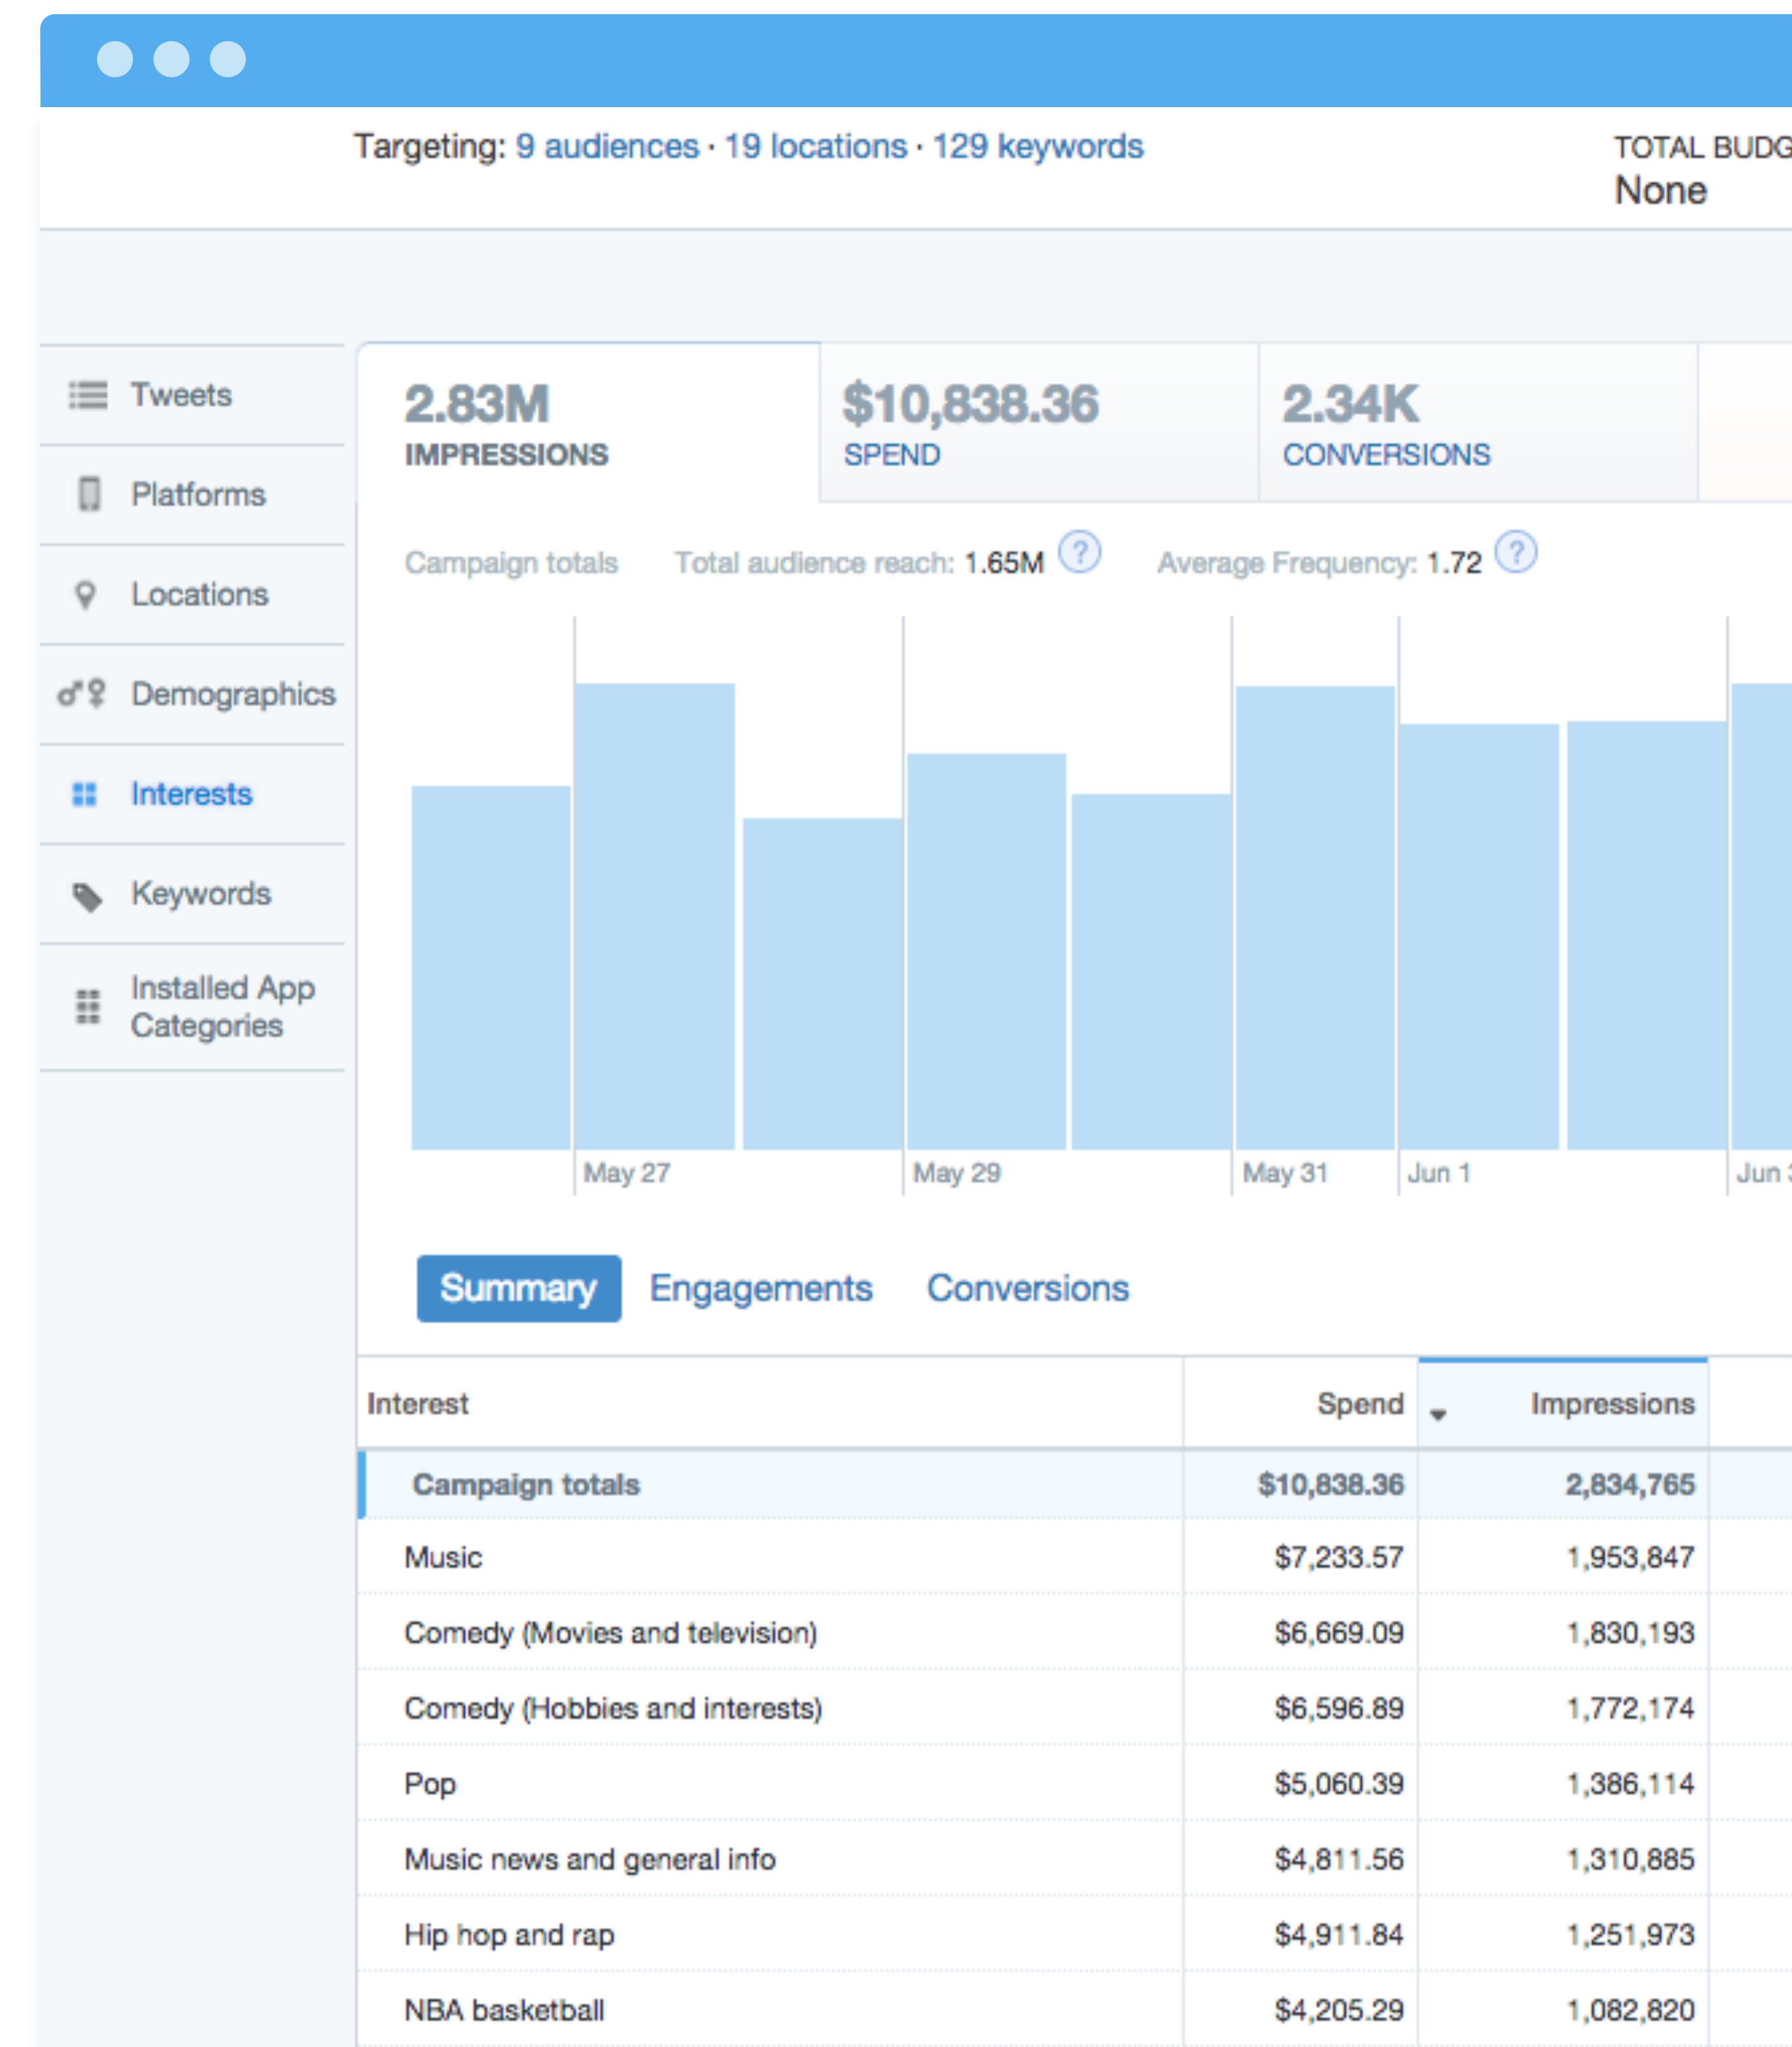 Targeting: 9 audiences · 19 locations · 129 keywords
TOTAL BUDG
None
Tweets
Platforms
Locations
Demographics
Interests
Keywords
Installed App
Categories
2.83M
IMPRESSIONS
$10,838.36
SPEND
2.34K
CONVERSIONS
Campaign totals Total audience reach: 1.65M ? Average Frequency: 1.72 ?
May 27 May 29 May 31 Jun 1 Jun 3
Summary Engagements Conversions
Interest Spend Impressions
Campaign totals $10,838.36 2,834,765
Music $7,233.57 1,953,847
Comedy (Movies and television) $6,669.09 1,830,193
Comedy (Hobbies and interests) $6,596.89 1,772,174
Pop $5,060.39 1,386,114
Music news and general info $4,811.56 1,310,885
Hip hop and rap $4,911.84 1,251,973
NBA basketball $4,205.29 1,082,820